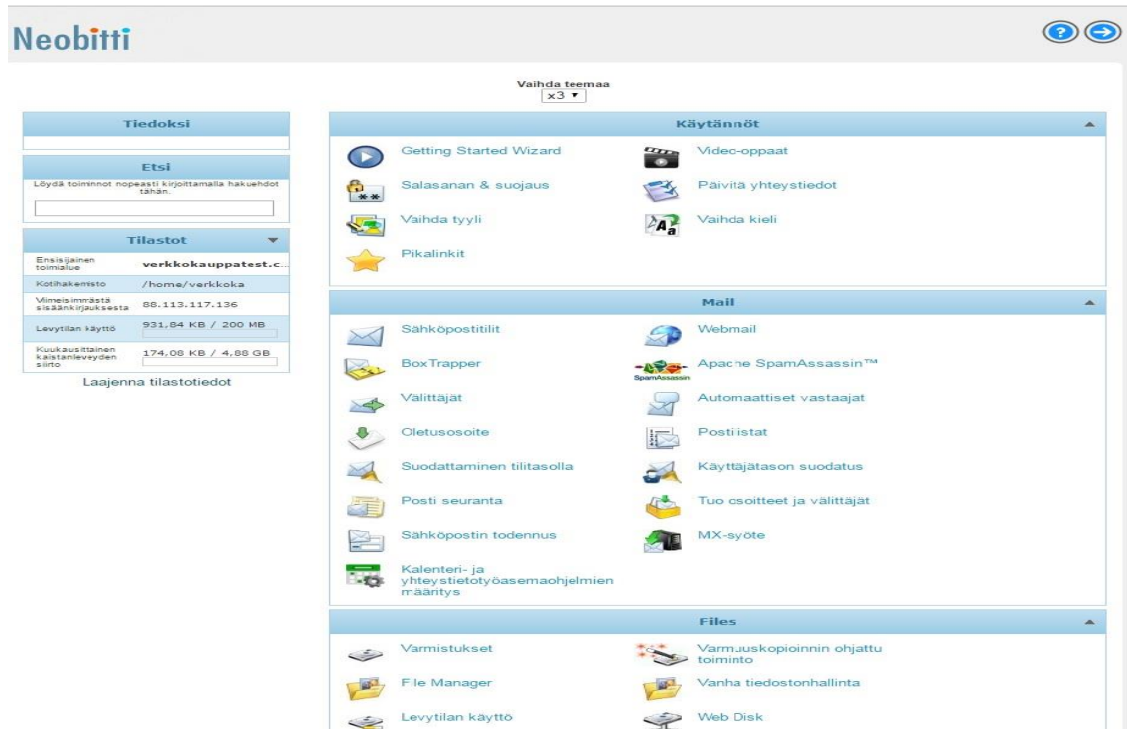 Neobitti
Vaihda teemaa
x3
Tiedoksi
Etsi
Löydä toiminnot nopeasti kirjoittamalla hakuehdot
tähän.
Tilastot
Ensisijainen
toimialue
verkkokauppatest.c...
Kotihakemisto
/home/verkkoka
Viimeisimmästä
sisäänkirjauksesta
88.113.117.136
Levytilan käyttö
931,84 KB / 200 MB
Kuukausittainen
kaistanleveyden
siirto
174,08 KB / 4,88 GB
Laajenna tilastotiedot
Käytännöt
Getting Started Wizard
Video-oppaat
Salasanan & suojaus
Päivitä yhteystiedot
Vaihda tyyli
Vaihda kieli
Pikalinkit
Mail
Sähköpostitilit
Webmail
BoxTrapper
SpamAssassin
Apache SpamAssassin™
Välittäjät
Automaattiset vastaajat
Oletusosoite
Postilistat
Suodattaminen tilitasolla
Käyttäjätason suodatus
Posti seuranta
Tuo osoitteet ja välittäjät
Sähköpostin todennus
MX-syöte
Kalenteri- ja
yhteystietotyöasemaohjelmien
määritys
Files
Varmistukset
Varmuuskopioinnin ohjattu
toiminto
File Manager
Vanha tiedostonhallinta
Levytilan käyttö
Web Disk